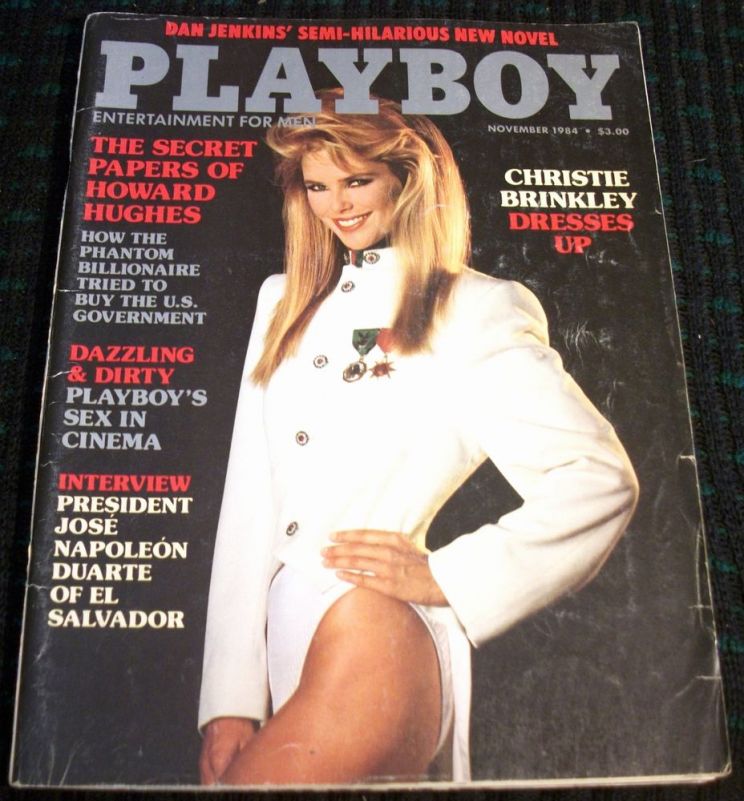 DAN JENKINS' SEMI-HILARIOUS NEW NOVEL
PLAYBOY
ENTERTAINMENT FOR MEN
NOVEMBER 1984 • $3.00
THE SECRET
PAPERS OF
HOWARD
HUGHES
HOW THE
PHANTOM
BILLIONAIRE
TRIED TO
BUY THE U.S.
GOVERNMENT
DAZZLING
& DIRTY
PLAYBOY'S
SEX IN
CINEMA
INTERVIEW
PRESIDENT
JOSÉ
NAPOLEÓN
DUARTE
OF EL
SALVADOR
CHRISTIE
BRINKLEY
DRESSES
UP